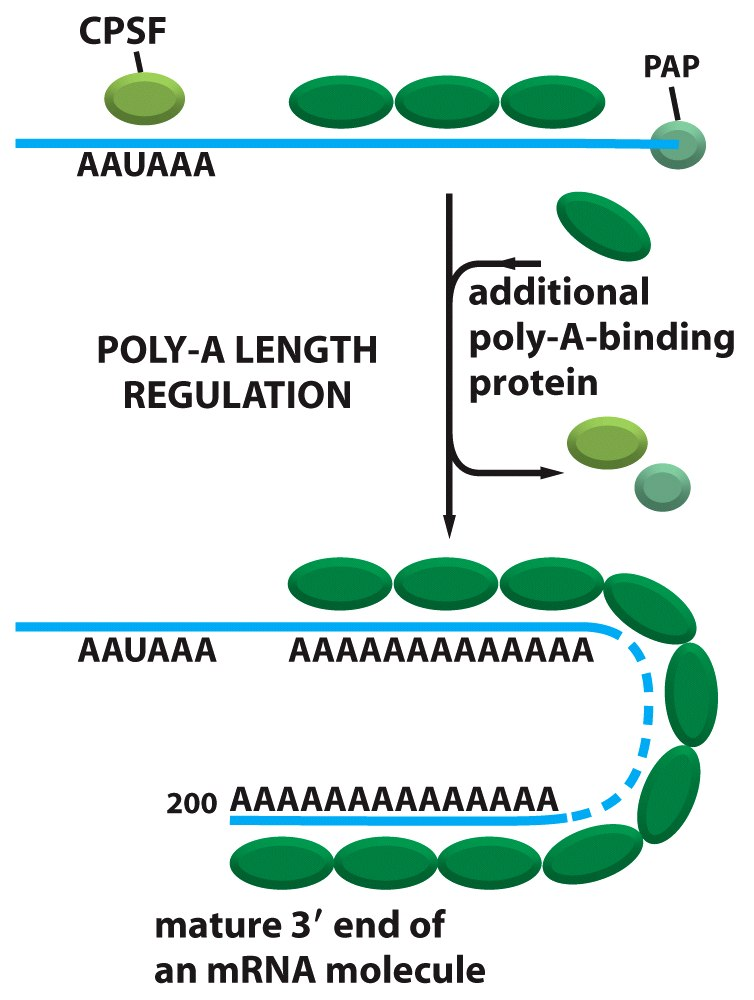 CPSF
PAP
AAUAAA
additional
poly-A-binding
protein
POLY-A LENGTH
REGULATION
AAUAAA
AAAAAAAAAAAAA
200
AAAAAAAAAAAAAA
mature 3′ end of
an mRNA molecule